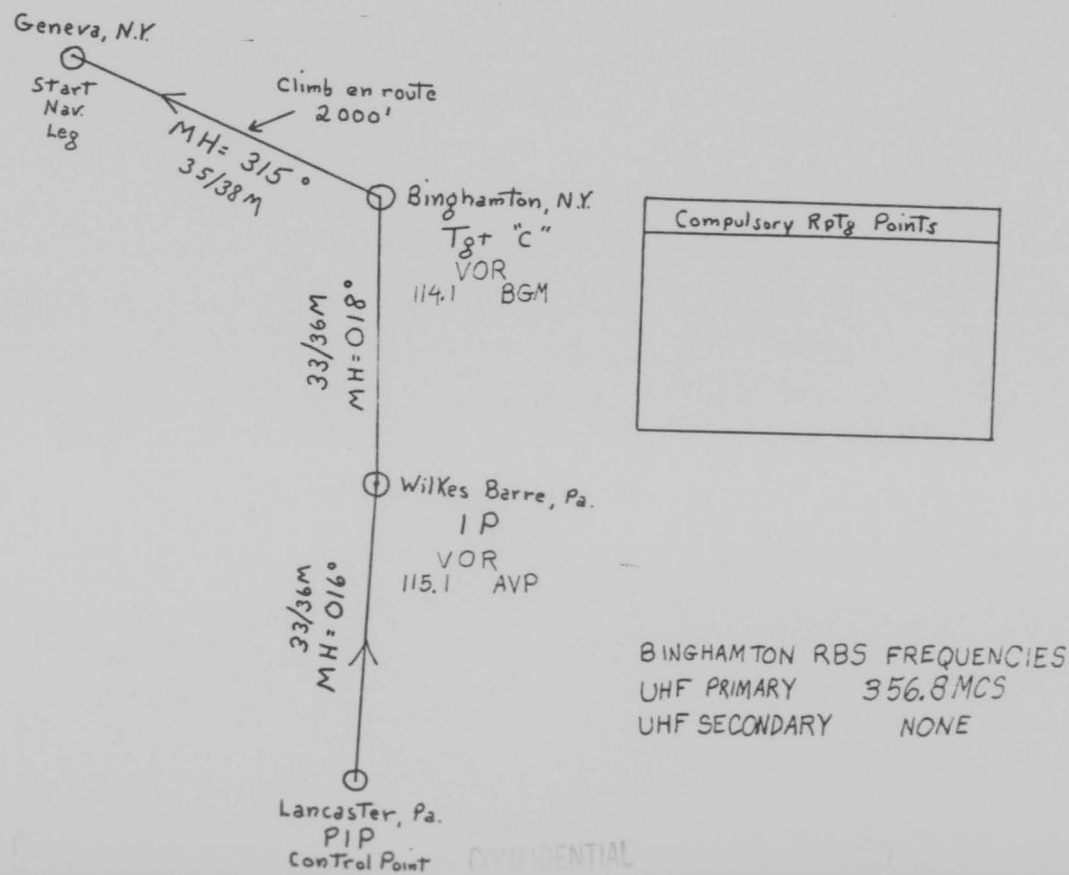 Geneva, N.Y.
Start
Nav.
Leg
Climb en route
2000'
MH = 315°
35/38M
Binghamton, N.Y.
Tgt "C"
VOR
114.1 BGM
Compulsory Rptg Points
MH = 018°
33/36M
Wilkes Barre, Pa.
IP
VOR
115.1 AVP
MH = 016°
33/36M
BINGHAMTON RBS FREQUENCIES
UHF PRIMARY 356.8 MCS
UHF SECONDARY NONE
Lancaster, Pa.
PIP
Control Point
CONFIDENTIAL